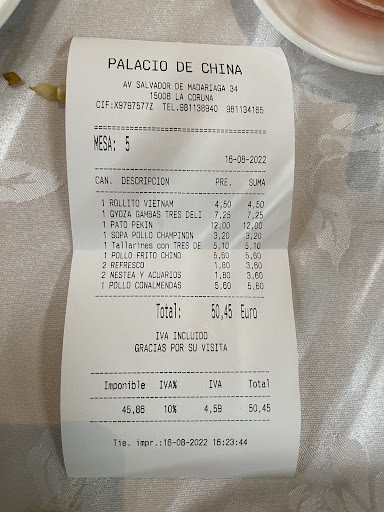 PALACIO DE CHINA
AV SALVADOR DE MADARIAGA 34
15008 LA CORUNA
CIF:X9797577Z TEL.981138940 981134165
MESA: 5
16-08-2022
CAN. DESCRIPCION PRE. SUMA
1 ROLLITO VIETNAM 4,50 4,50
1 GYOZA GAMBAS TRES DELI 7,25 7,25
1 PATO PEKIN 12,00 12,00
1 SOPA POLLO CHAMPINON 3,20 3,20
1 Tallarines con TRES DE 5,10 5,10
1 POLLO FRITO CHINO 5,60 5,60
2 REFRESCO 1,80 3,60
2 NESTEA Y ACUARIOS 1,80 3,60
1 POLLO CONALMENDAS 5,60 5,60
Total: 50,45 Euro
IVA INCLUIDO
GRACIAS POR SU VISITA
Imponible IVA% IVA Total
45,86 10% 4,59 50,45
Tie. impr.:16-08-2022 16:23:44